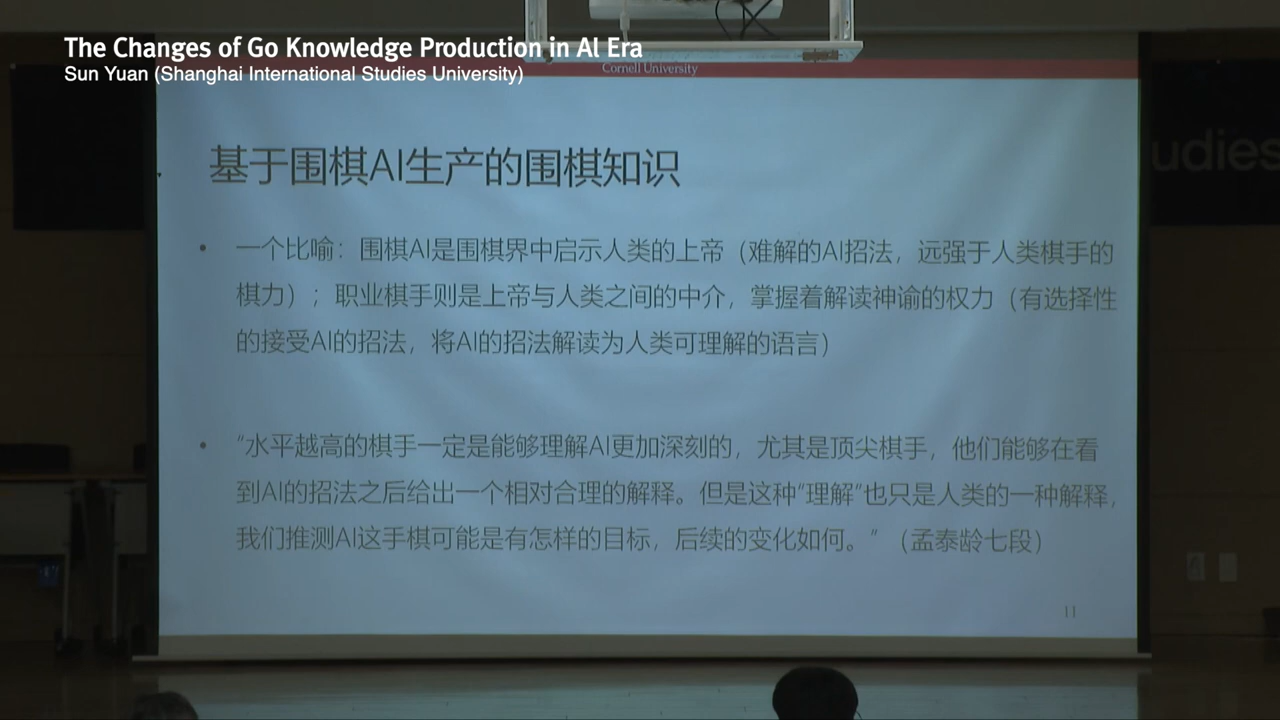 The Changes of Go Knowledge Production in AI Era
Sun Yuan (Shanghai International Studies University)
Cornell University
udies
基于围棋AI生产的围棋知识
• 一个比喻：围棋AI是围棋界中启示人类的上帝（难解的AI招法，远强于人类棋手的
棋力）；职业棋手则是上帝与人类之间的中介，掌握着解读神谕的权力（有选择性
的接受AI的招法，将AI的招法解读为人类可理解的语言）
• “水平越高的棋手一定是能够理解AI更加深刻的，尤其是顶尖棋手，他们能够在看
到AI的招法之后给出一个相对合理的解释。但是这种“理解”也只是人类的一种解释，
我们推测AI这手棋可能是有怎样的目标，后续的变化如何。”（孟泰龄七段）
11